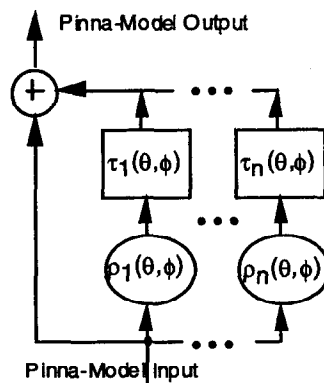 Pinna-Model Output
+
τ1(θ,ϕ) τn(θ,ϕ)
ρ1(θ,ϕ) ρn(θ,ϕ)
Pinna-Model Input